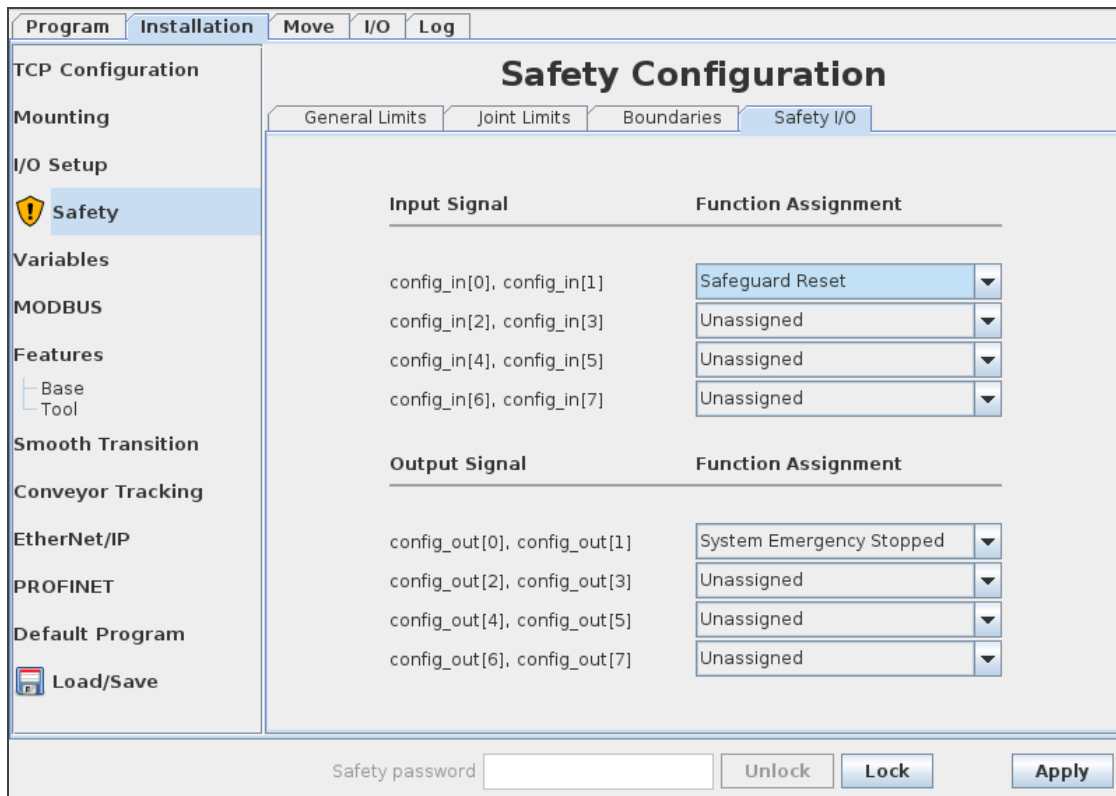 Program Installation Move I/O Log
TCP Configuration
Mounting
I/O Setup
Safety
Variables
MODBUS
Features
Base
Tool
Smooth Transition
Conveyor Tracking
EtherNet/IP
PROFINET
Default Program
Load/Save
Safety Configuration
General Limits Joint Limits Boundaries Safety I/O
Input Signal Function Assignment
config_in[0], config_in[1] Safeguard Reset
config_in[2], config_in[3] Unassigned
config_in[4], config_in[5] Unassigned
config_in[6], config_in[7] Unassigned
Output Signal Function Assignment
config_out[0], config_out[1] System Emergency Stopped
config_out[2], config_out[3] Unassigned
config_out[4], config_out[5] Unassigned
config_out[6], config_out[7] Unassigned
Safety password Unlock Lock Apply